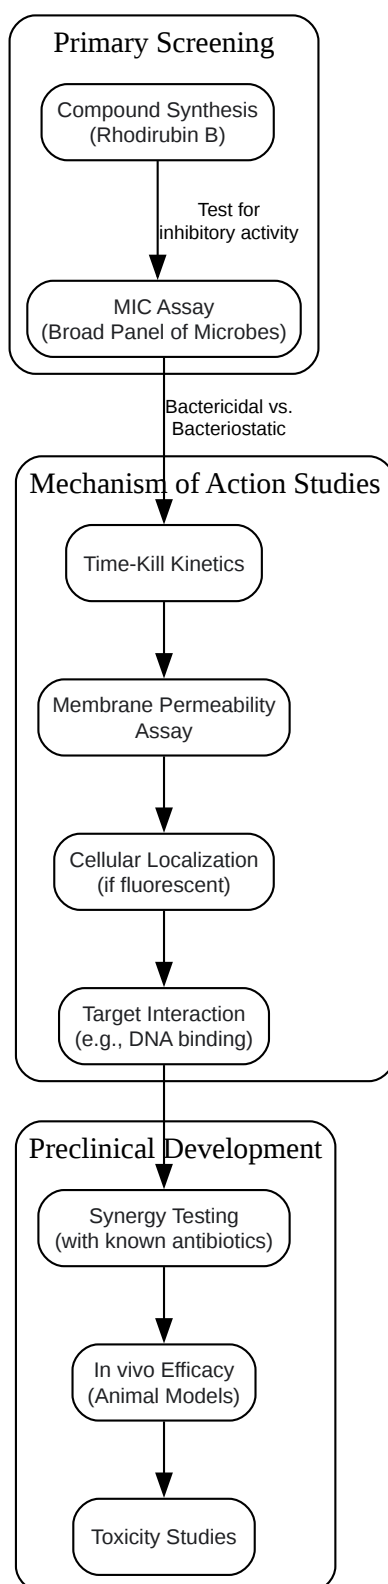 Primary Screening
Compound Synthesis
(Rhodirubin B)
Test for
inhibitory activity
MIC Assay
(Broad Panel of Microbes)
Bactericidal vs.
Bacteriostatic
Mechanism of Action Studies
Time-Kill Kinetics
Membrane Permeability
Assay
Cellular Localization
(if fluorescent)
Target Interaction
(e.g., DNA binding)
Preclinical Development
Synergy Testing
(with known antibiotics)
In vivo Efficacy
(Animal Models)
Toxicity Studies